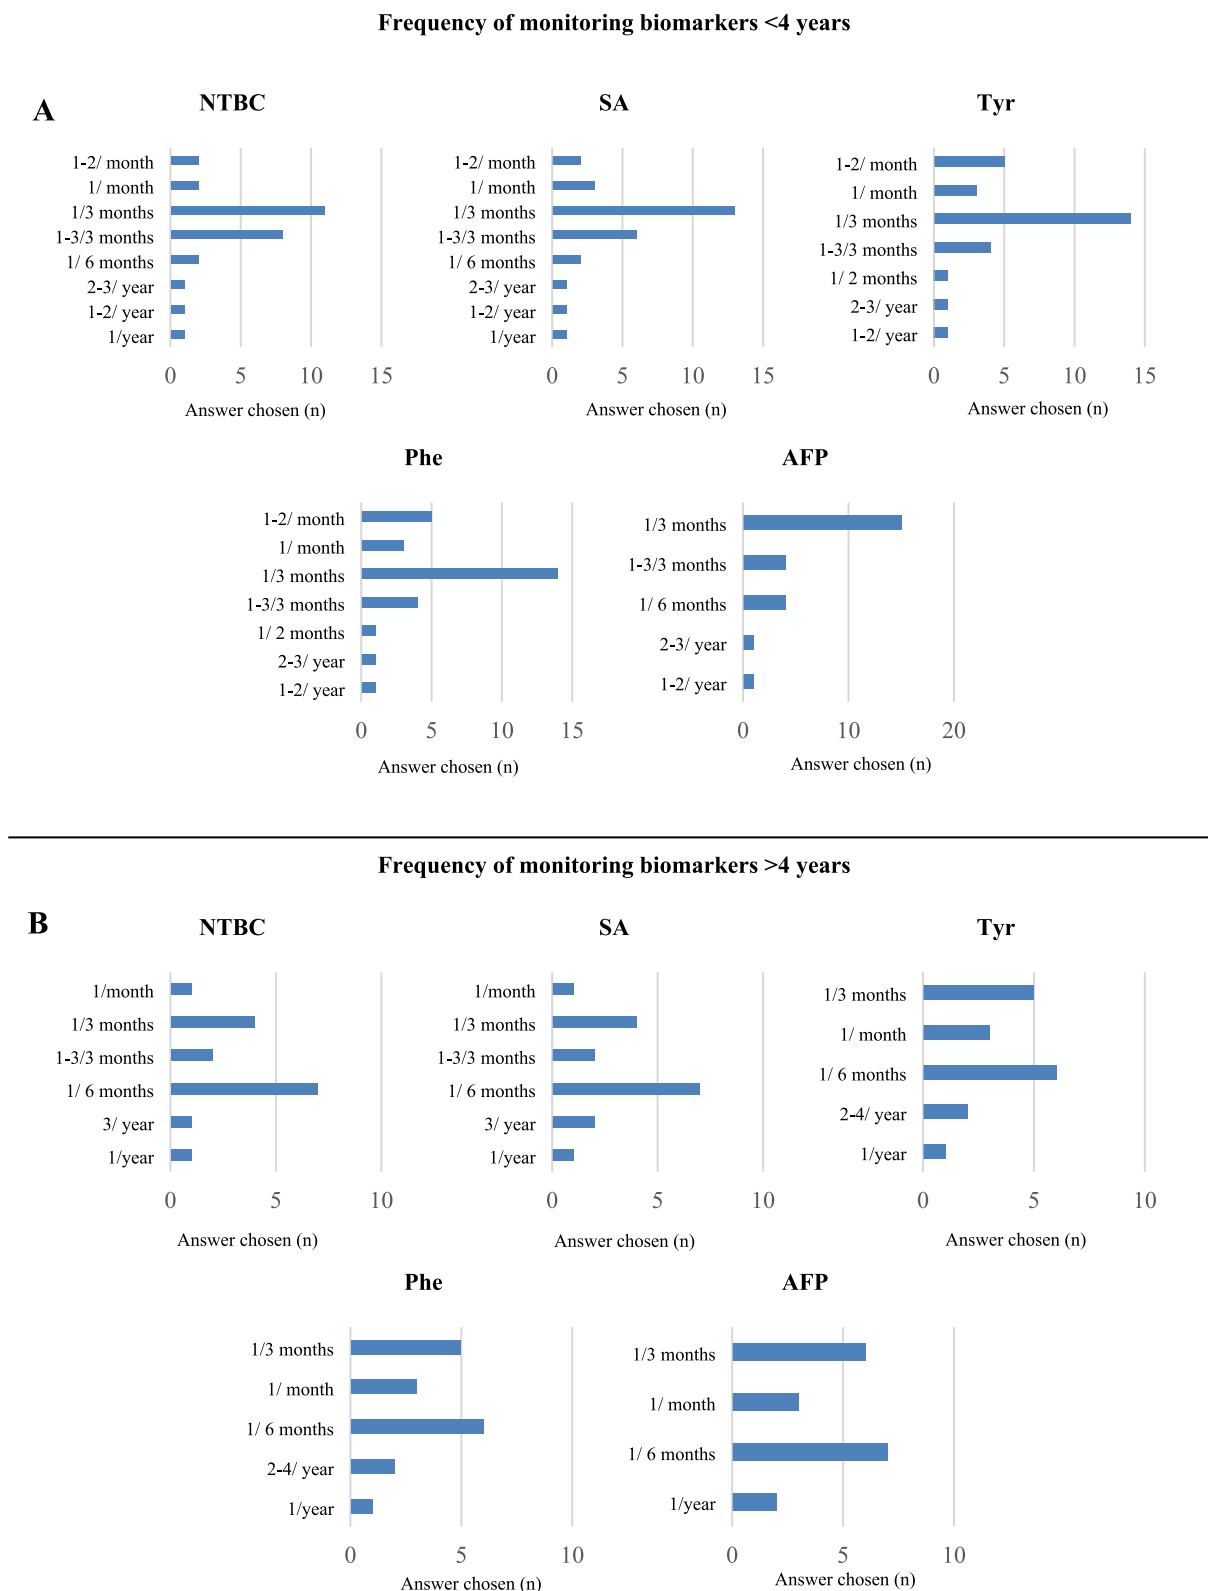 Frequency of monitoring biomarkers <4 years
A
NTBC
1-2/ month
1/ month
1/3 months
1-3/3 months
1/ 6 months
2-3/ year
1-2/ year
1/year
0 5 10 15
Answer chosen (n)
SA
1-2/ month
1/ month
1/3 months
1-3/3 months
1/ 6 months
2-3/ year
1-2/ year
1/year
0 5 10 15
Answer chosen (n)
Tyr
1-2/ month
1/ month
1/3 months
1-3/3 months
1/ 2 months
2-3/ year
1-2/ year
0 5 10 15
Answer chosen (n)
Phe
1-2/ month
1/ month
1/3 months
1-3/3 months
1/ 2 months
2-3/ year
1-2/ year
0 5 10 15
Answer chosen (n)
AFP
1/3 months
1-3/3 months
1/ 6 months
2-3/ year
1-2/ year
0 10 20
Answer chosen (n)
Frequency of monitoring biomarkers >4 years
B
NTBC
1/month
1/3 months
1-3/3 months
1/ 6 months
3/ year
1/year
0 5 10
Answer chosen (n)
SA
1/month
1/3 months
1-3/3 months
1/ 6 months
3/ year
1/year
0 5 10
Answer chosen (n)
Tyr
1/3 months
1/ month
1/ 6 months
2-4/ year
1/year
0 5 10
Answer chosen (n)
Phe
1/3 months
1/ month
1/ 6 months
2-4/ year
1/year
0 5 10
Answer chosen (n)
AFP
1/3 months
1/ month
1/ 6 months
1/year
0 5 10
Answer chosen (n)